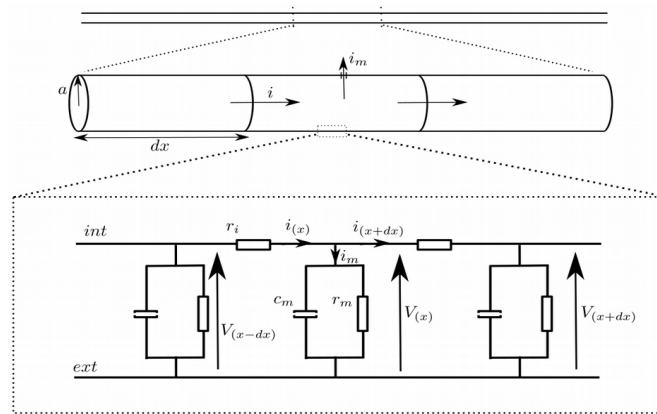 i_m
a
i
dx
int
r_i
i_(x)
i_(x+dx)
i_m
c_m
r_m
V_(x−dx)
V_(x)
V_(x+dx)
ext